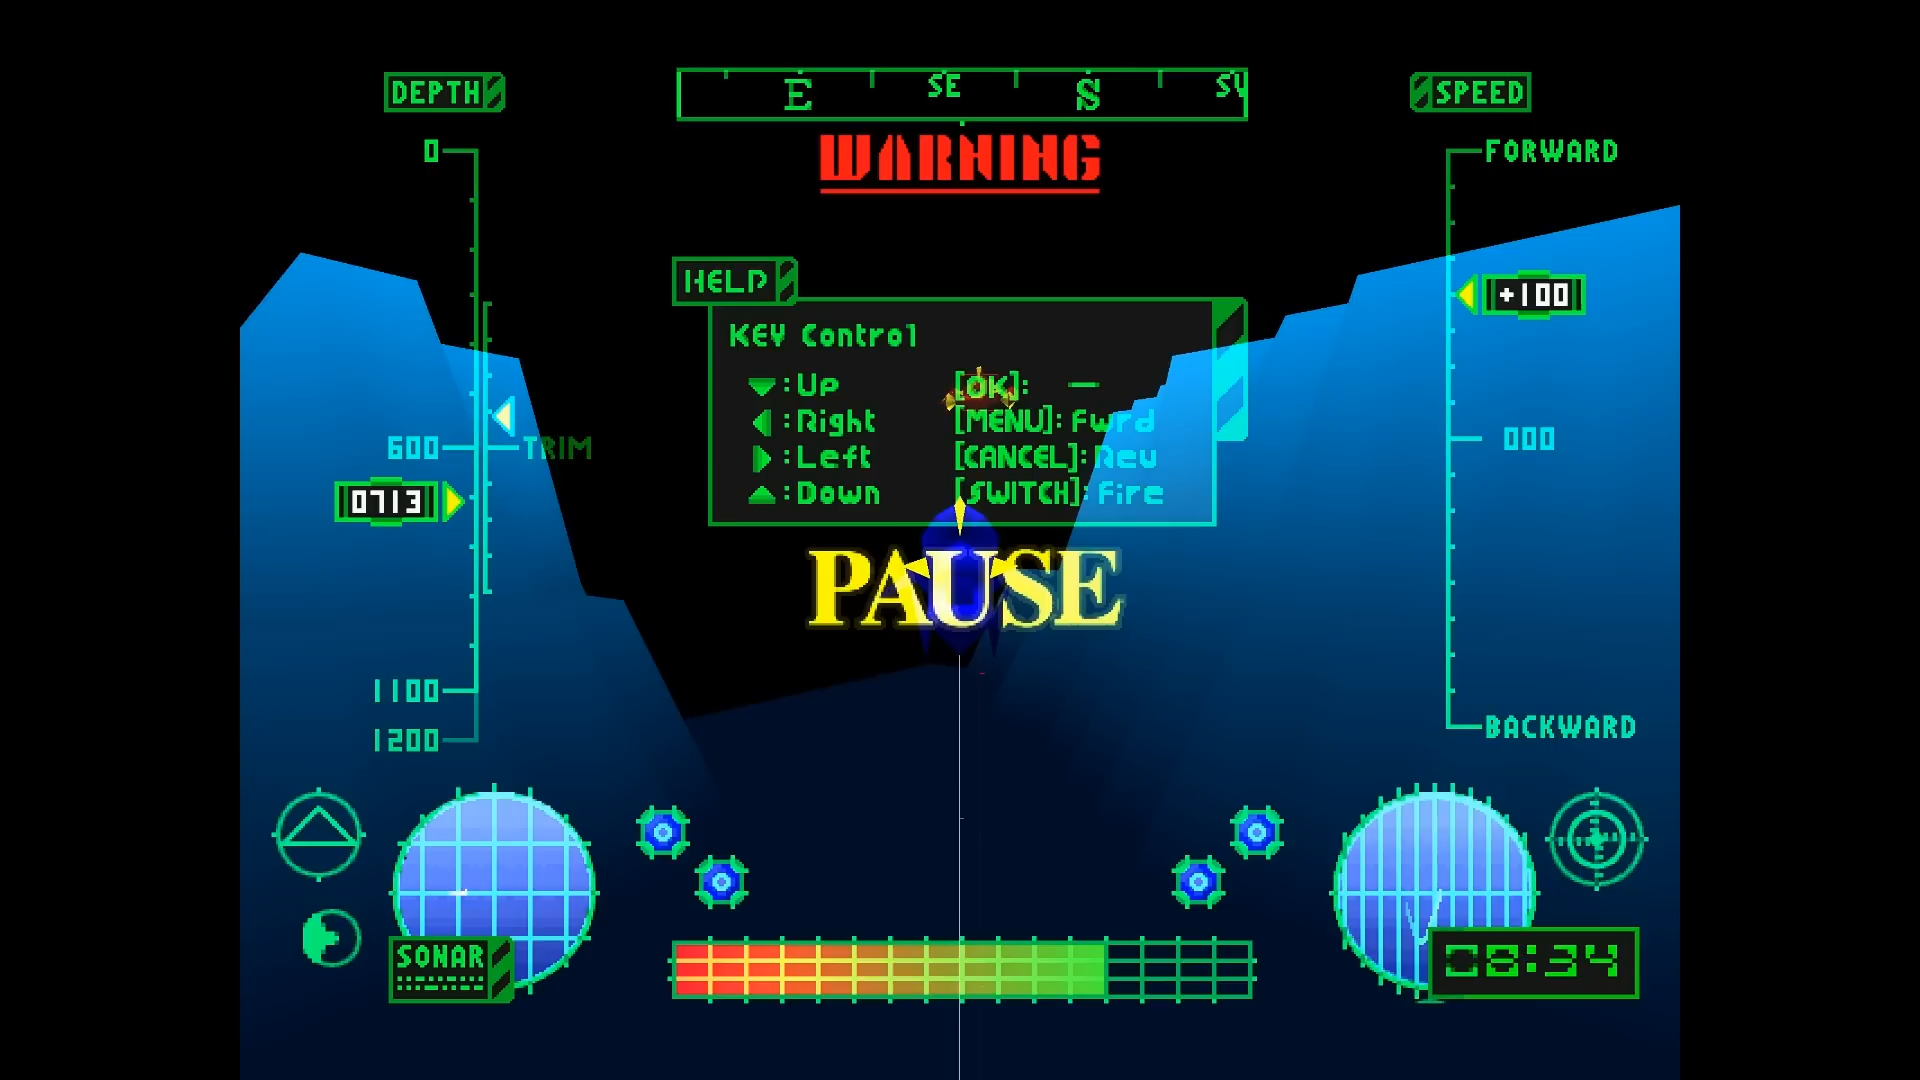 DEPTH
E SE S SW
SPEED
WARNING
0
FORWARD
HELP
+100
KEY Control
▼:Up [OK]: —
◀:Right [MENU]:Fwrd
▶:Left [CANCEL]:Rev
▲:Down [SWITCH]:Fire
600 TRIM
000
0713
PAUSE
1100
1200
BACKWARD
SONAR
08:34